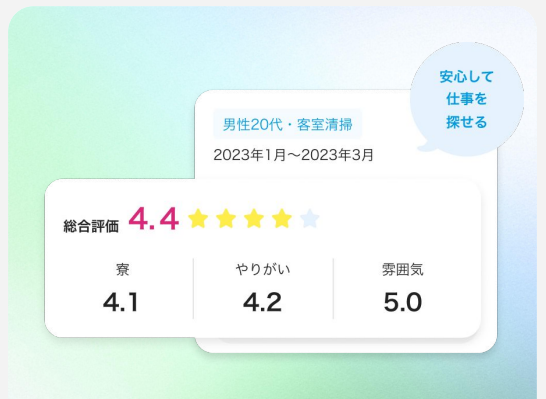 安心して
仕事を
探せる
男性20代・客室清掃
2023年1月〜2023年3月
総合評価 4.4 ★★★★★
寮 やりがい 雰囲気
4.1 4.2 5.0